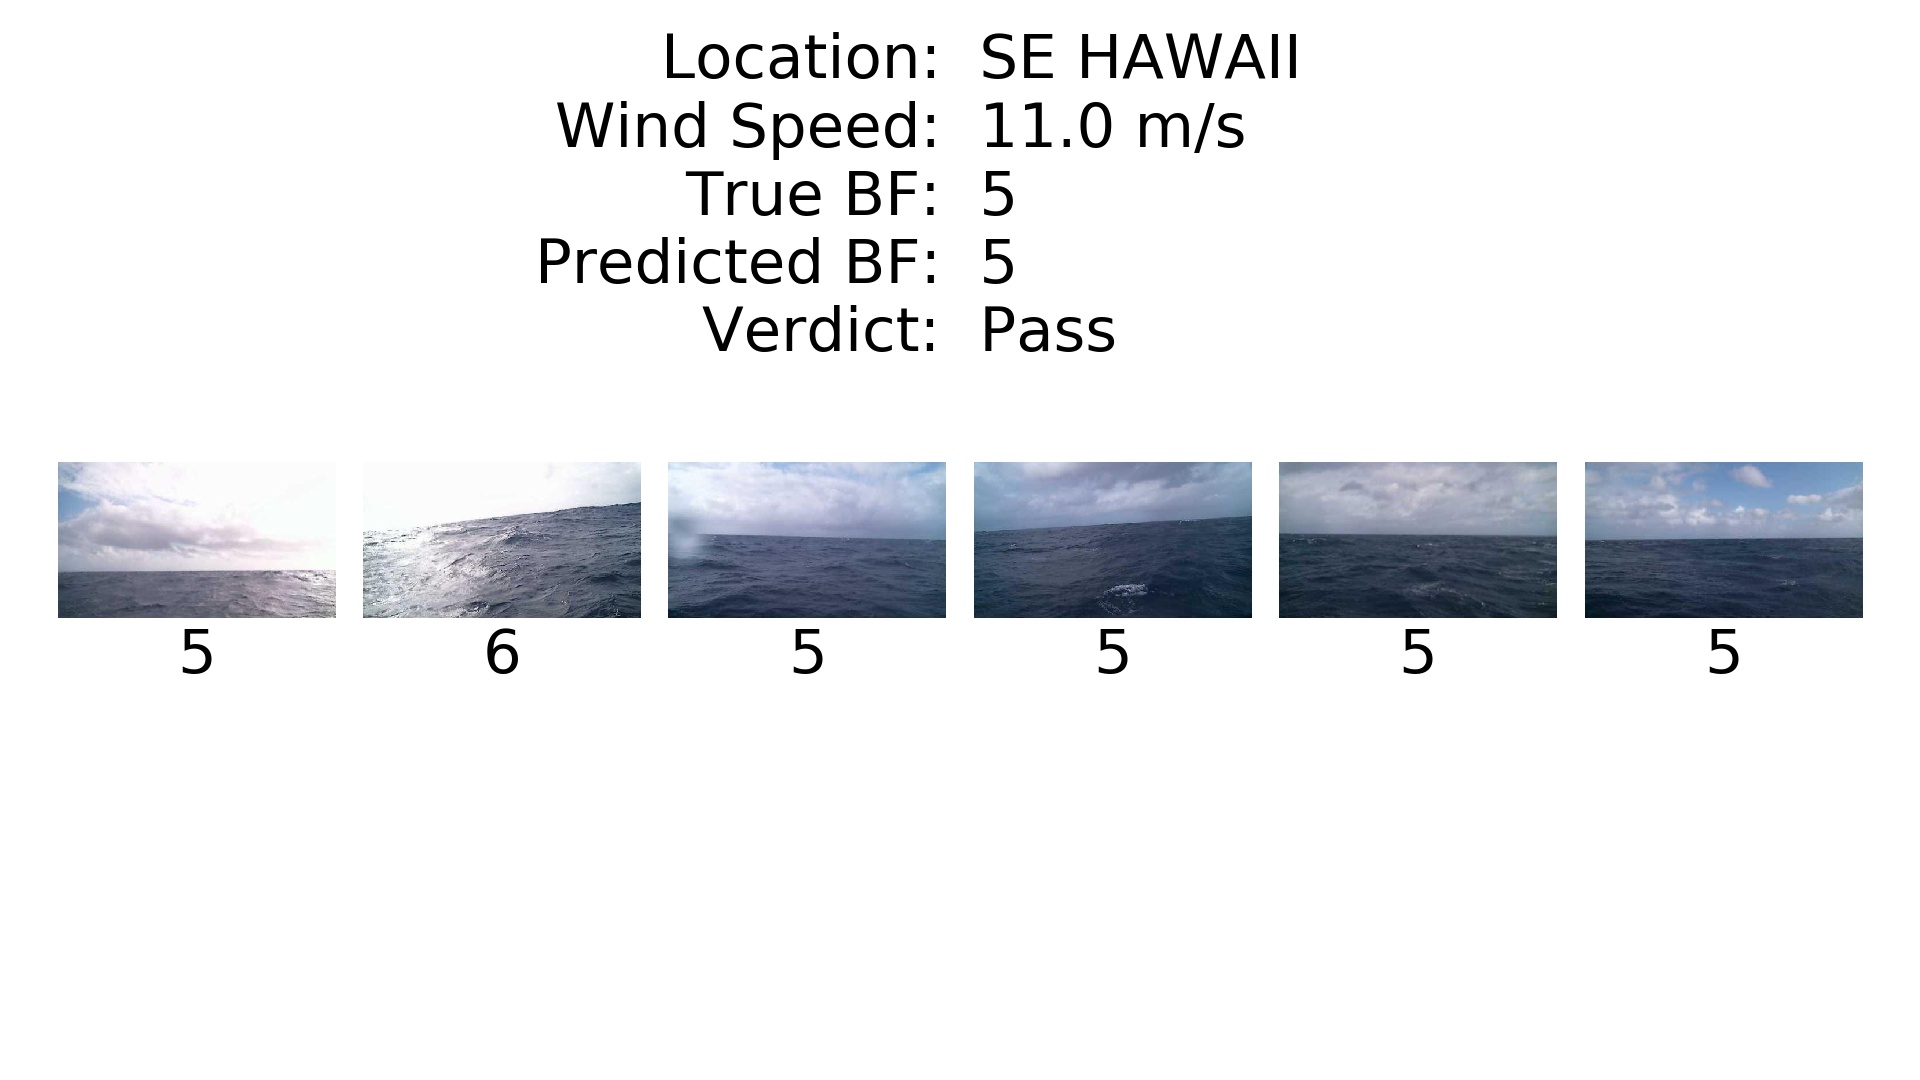 Location: SE HAWAII
Wind Speed: 11.0 m/s
True BF: 5
Predicted BF: 5
Verdict: Pass
5 6 5 5 5 5